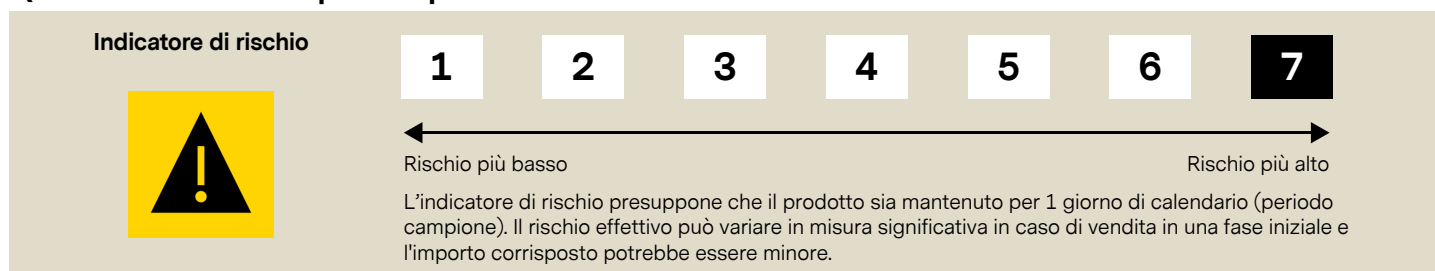 Indicatore di rischio
1 2 3 4 5 6 7
Rischio più basso Rischio più alto
L'indicatore di rischio presuppone che il prodotto sia mantenuto per 1 giorno di calendario (periodo
campione). Il rischio effettivo può variare in misura significativa in caso di vendita in una fase iniziale e
l'importo corrisposto potrebbe essere minore.